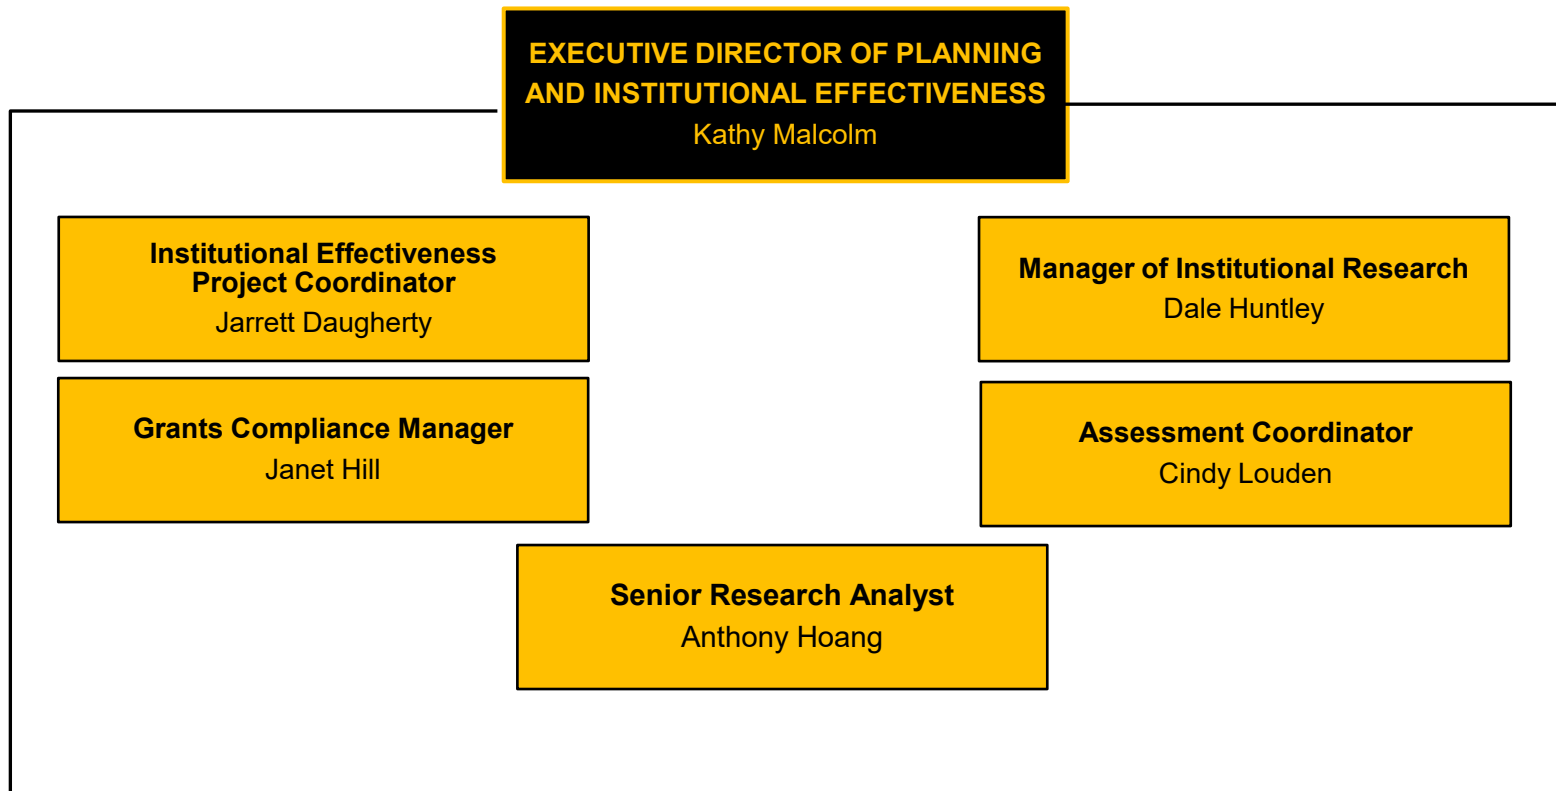 EXECUTIVE DIRECTOR OF PLANNING
AND INSTITUTIONAL EFFECTIVENESS
Kathy Malcolm
Institutional Effectiveness
Project Coordinator
Jarrett Daugherty
Manager of Institutional Research
Dale Huntley
Grants Compliance Manager
Janet Hill
Assessment Coordinator
Cindy Louden
Senior Research Analyst
Anthony Hoang